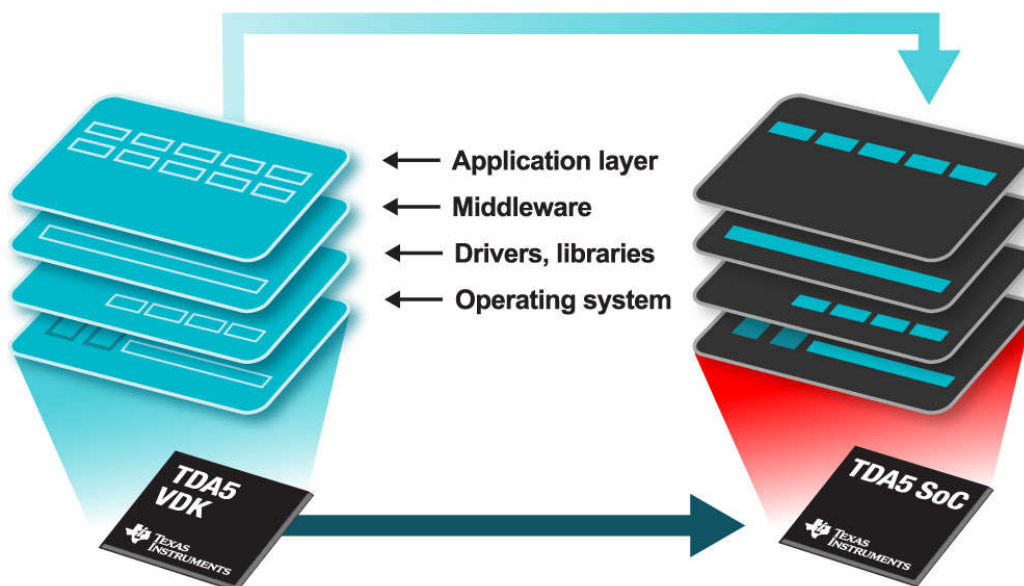 Application layer
Middleware
Drivers, libraries
Operating system
TDA5
VDK
TEXAS
INSTRUMENTS
TDA5 SoC
TEXAS
INSTRUMENTS